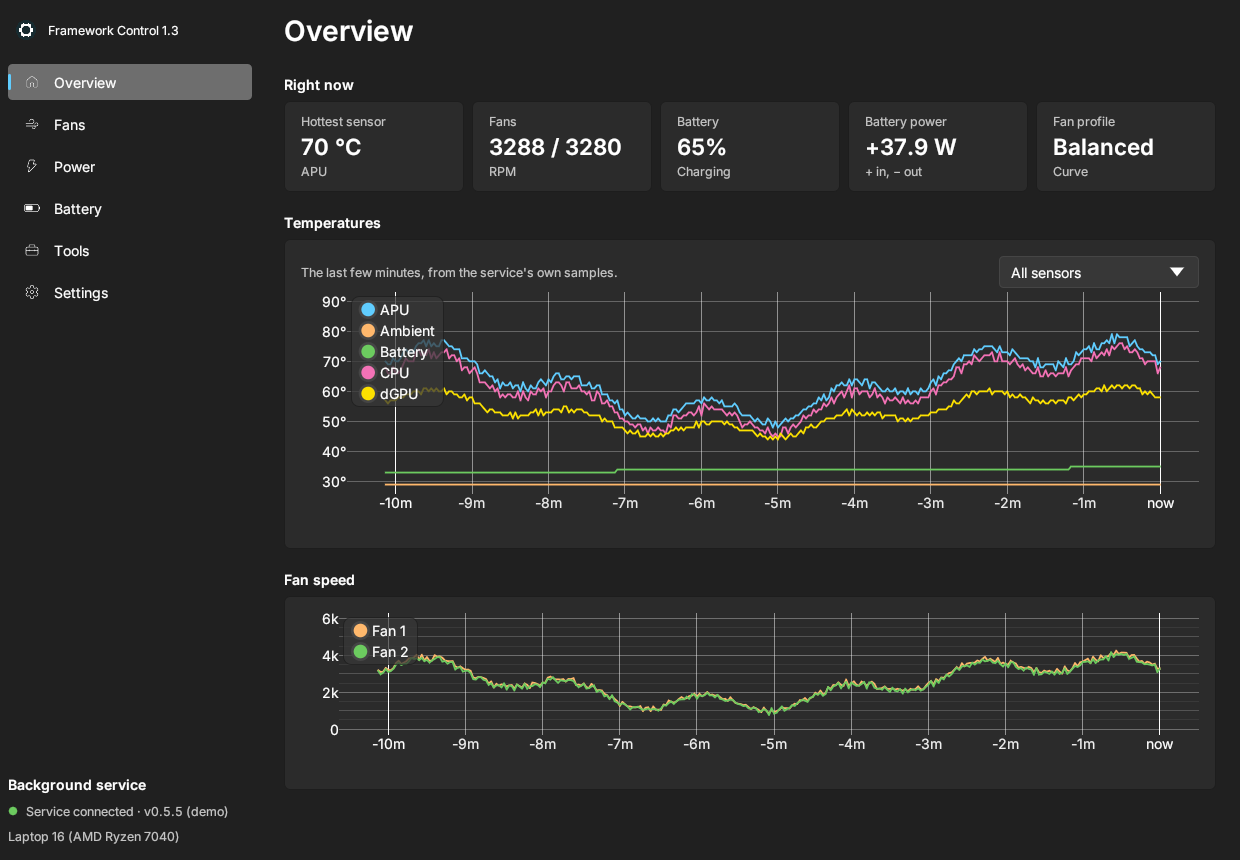 Framework Control 1.3
Overview
Fans
Power
Battery
Tools
Settings
Background service
Service connected · v0.5.5 (demo)
Laptop 16 (AMD Ryzen 7040)
Overview
Right now
Hottest sensor
70 °C
APU
Fans
3288 / 3280
RPM
Battery
65%
Charging
Battery power
+37.9 W
+ in, − out
Fan profile
Balanced
Curve
Temperatures
The last few minutes, from the service's own samples.
All sensors
90°
80°
70°
60°
50°
40°
30°
APU
Ambient
Battery
CPU
dGPU
-10m -9m -8m -7m -6m -5m -4m -3m -2m -1m now
Fan speed
6k
4k
2k
0
Fan 1
Fan 2
-10m -9m -8m -7m -6m -5m -4m -3m -2m -1m now